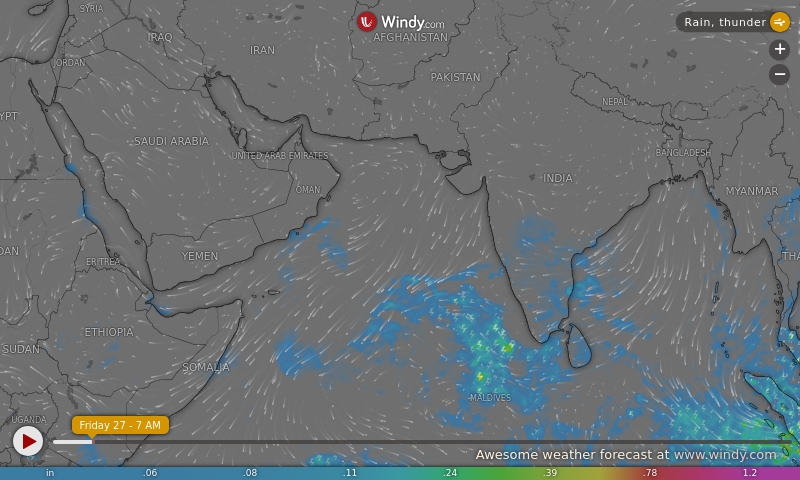 SYRIA
Windy.com
Rain, thunder
IRAQ
IRAN
AFGHANISTAN
+
JORDAN
PAKISTAN
−
NEPAL
YPT
SAUDI ARABIA
UNITED ARAB EMIRATES
BANGLADESH
OMAN
INDIA
MYANMAR
DAN
YEMEN
ERITREA
THA
ETHIOPIA
SUDAN
SOMALIA
MALDIVES
UGANDA
Friday 27 - 7 AM
Awesome weather forecast at www.windy.com
in .06 .08 .11 .24 .39 .78 1.2